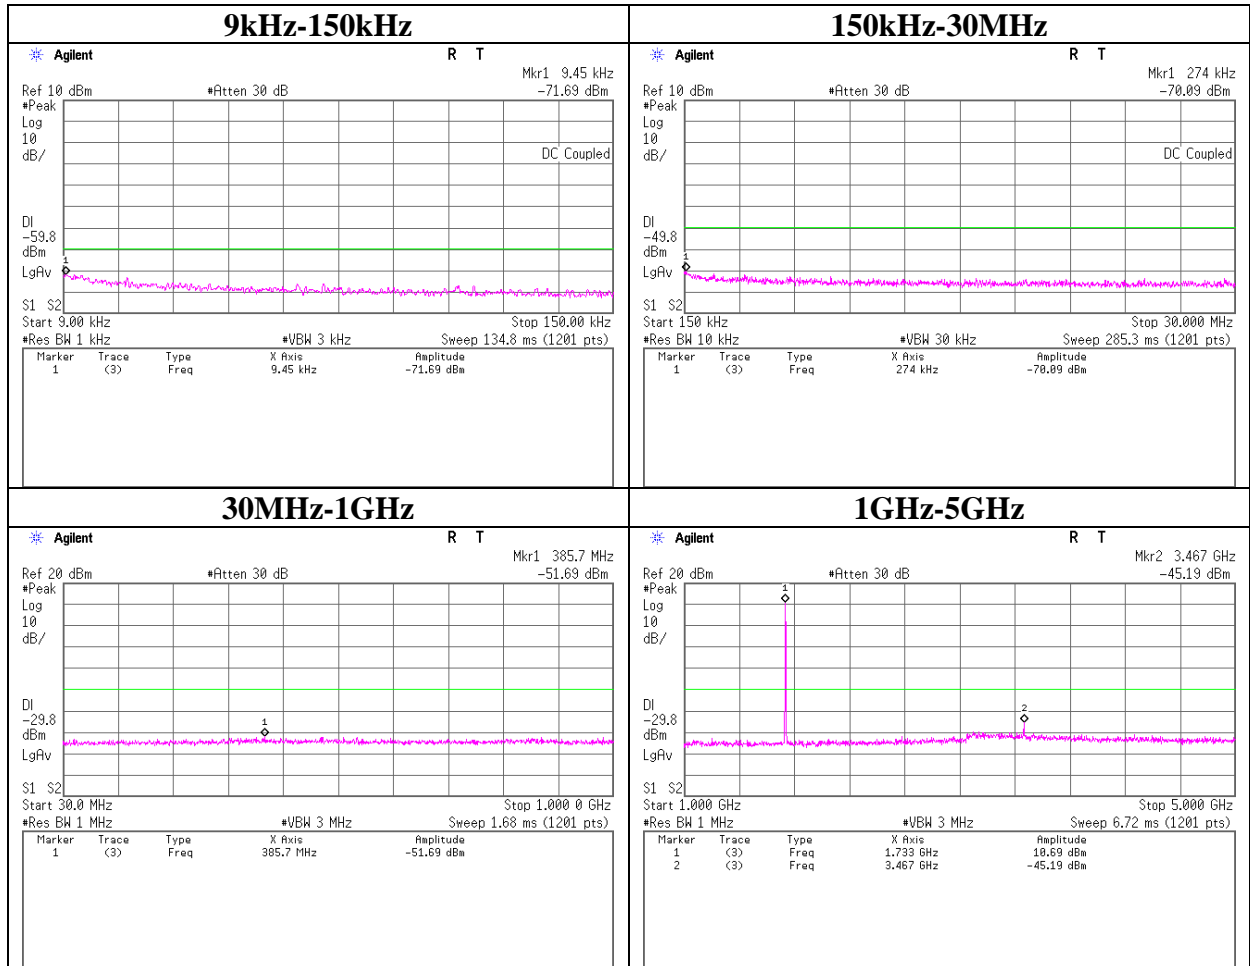 9kHz-150kHz
Agilent R T
Mkr1 9.45 kHz
Ref 10 dBm #Atten 30 dB -71.69 dBm
#Peak
Log
10
dB/
DC Coupled
DI
-59.8
dBm
1
LgAv
S1 S2
Start 9.00 kHz Stop 150.00 kHz
#Res BW 1 kHz #VBW 3 kHz Sweep 134.8 ms (1201 pts)
Marker Trace Type X Axis Amplitude
1 (3) Freq 9.45 kHz -71.69 dBm
150kHz-30MHz
Agilent R T
Mkr1 274 kHz
Ref 10 dBm #Atten 30 dB -70.09 dBm
#Peak
Log
10
dB/
DC Coupled
DI
-49.8
dBm
1
LgAv
S1 S2
Start 150 kHz Stop 30.000 MHz
#Res BW 10 kHz #VBW 30 kHz Sweep 285.3 ms (1201 pts)
Marker Trace Type X Axis Amplitude
1 (3) Freq 274 kHz -70.09 dBm
30MHz-1GHz
Agilent R T
Mkr1 385.7 MHz
Ref 20 dBm #Atten 30 dB -51.69 dBm
#Peak
Log
10
dB/
DI
-29.8
1
dBm
LgAv
S1 S2
Start 30.0 MHz Stop 1.000 0 GHz
#Res BW 1 MHz #VBW 3 MHz Sweep 1.68 ms (1201 pts)
Marker Trace Type X Axis Amplitude
1 (3) Freq 385.7 MHz -51.69 dBm
1GHz-5GHz
Agilent R T
Mkr2 3.467 GHz
Ref 20 dBm #Atten 30 dB -45.19 dBm
#Peak
1
Log
10
dB/
DI
2
-29.8
dBm
LgAv
S1 S2
Start 1.000 GHz Stop 5.000 GHz
#Res BW 1 MHz #VBW 3 MHz Sweep 6.72 ms (1201 pts)
Marker Trace Type X Axis Amplitude
1 (3) Freq 1.733 GHz 10.69 dBm
2 (3) Freq 3.467 GHz -45.19 dBm